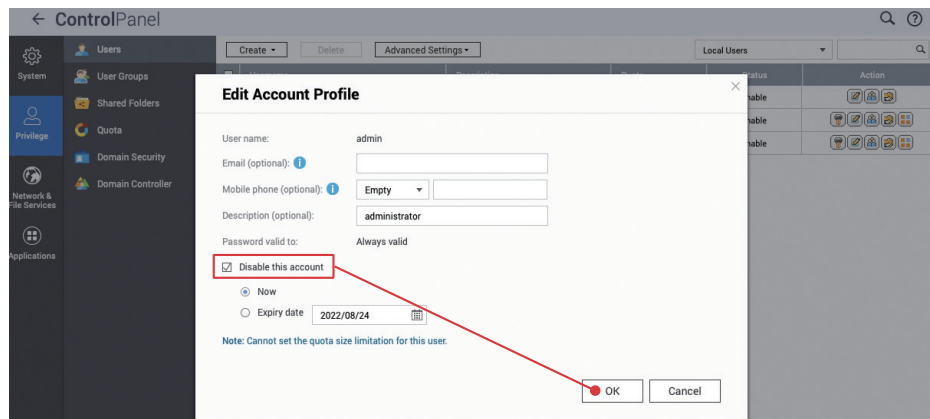 ← ControlPanel
Users
Create
Delete
Advanced Settings
Local Users
System
User Groups
Action
Shared Folders
Edit Account Profile
Privilege
Quota
User name: admin
Domain Security
Email (optional):
Domain Controller
Mobile phone (optional): Empty
Network &
File Services
Description (optional): administrator
Password valid to: Always valid
Applications
Disable this account
Now
Expiry date 2022/08/24
Note: Cannot set the quota size limitation for this user.
OK Cancel